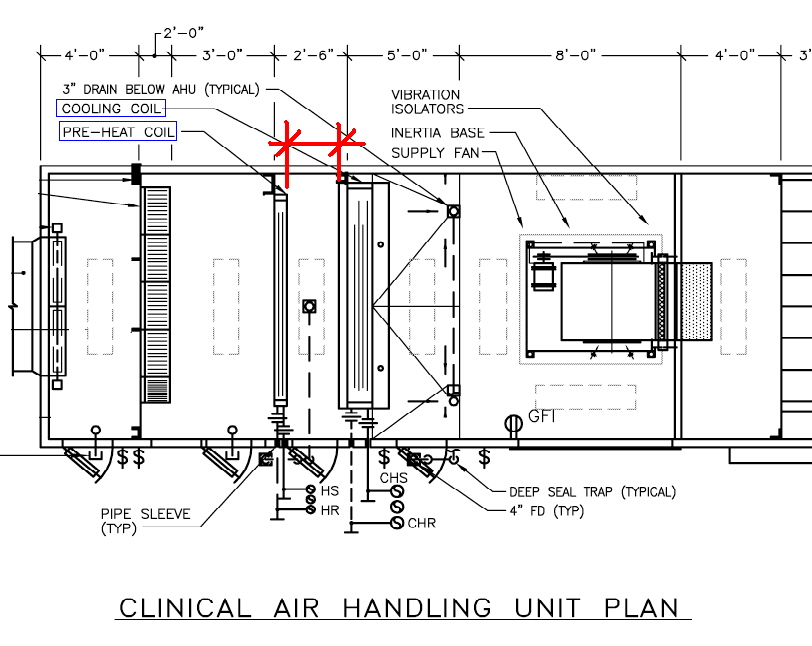 2'-0"
4'-0"
3'-0"
2'-6"
5'-0"
8'-0"
4'-0"
3'
3" DRAIN BELOW AHU (TYPICAL)
COOLING COIL
PRE-HEAT COIL
VIBRATION
ISOLATORS
INERTIA BASE
SUPPLY FAN
GFI
$ $
$
$
HS
HR
CHS
CHR
PIPE SLEEVE
(TYP)
DEEP SEAL TRAP (TYPICAL)
4" FD (TYP)
CLINICAL AIR HANDLING UNIT PLAN